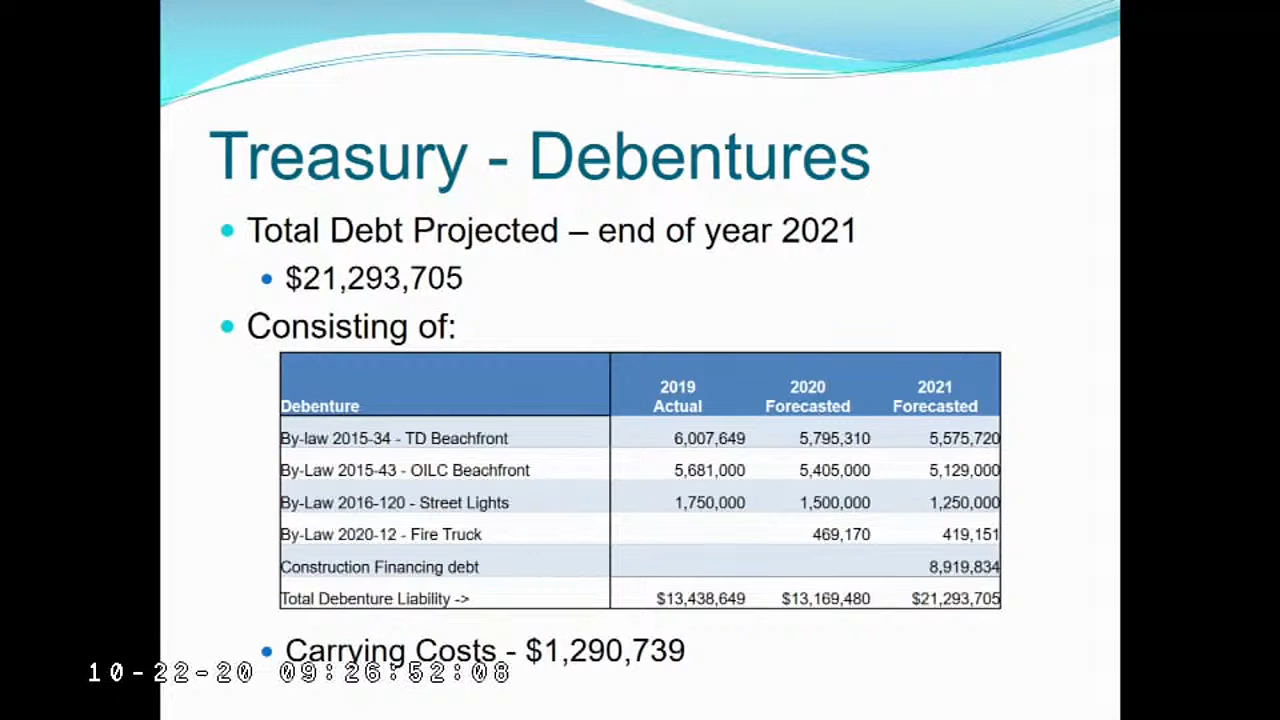 Treasury - Debentures
Total Debt Projected – end of year 2021
$21,293,705
Consisting of:
Debenture 2019 Actual 2020 Forecasted 2021 Forecasted
By-law 2015-34 - TD Beachfront 6,007,649 5,795,310 5,575,720
By-Law 2015-43 - OILC Beachfront 5,681,000 5,405,000 5,129,000
By-Law 2016-120 - Street Lights 1,750,000 1,500,000 1,250,000
By-Law 2020-12 - Fire Truck 469,170 419,151
Construction Financing debt 8,919,834
Total Debenture Liability -> $13,438,649 $13,169,480 $21,293,705
Carrying Costs - $1,290,739
10-22-20 09:26:52:08